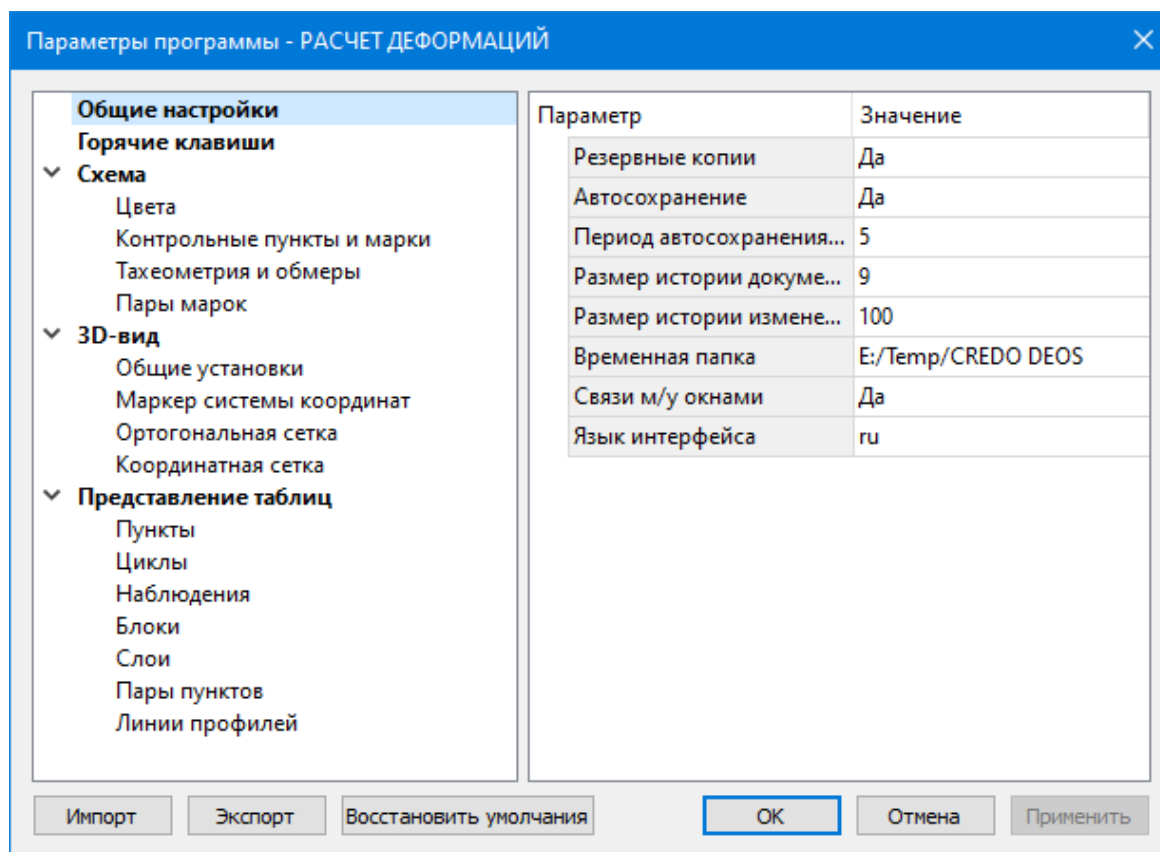 Параметры программы - РАСЧЕТ ДЕФОРМАЦИЙ
Общие настройки
Горячие клавиши
Схема
Цвета
Контрольные пункты и марки
Тахеометрия и обмеры
Пары марок
3D-вид
Общие установки
Маркер системы координат
Ортогональная сетка
Координатная сетка
Представление таблиц
Пункты
Циклы
Наблюдения
Блоки
Слои
Пары пунктов
Линии профилей
Параметр Значение
Резервные копии Да
Автосохранение Да
Период автосохранения... 5
Размер истории докуме... 9
Размер истории измене... 100
Временная папка E:/Temp/CREDO DEOS
Связи м/у окнами Да
Язык интерфейса ru
Импорт Экспорт Восстановить умолчания OK Отмена Применить